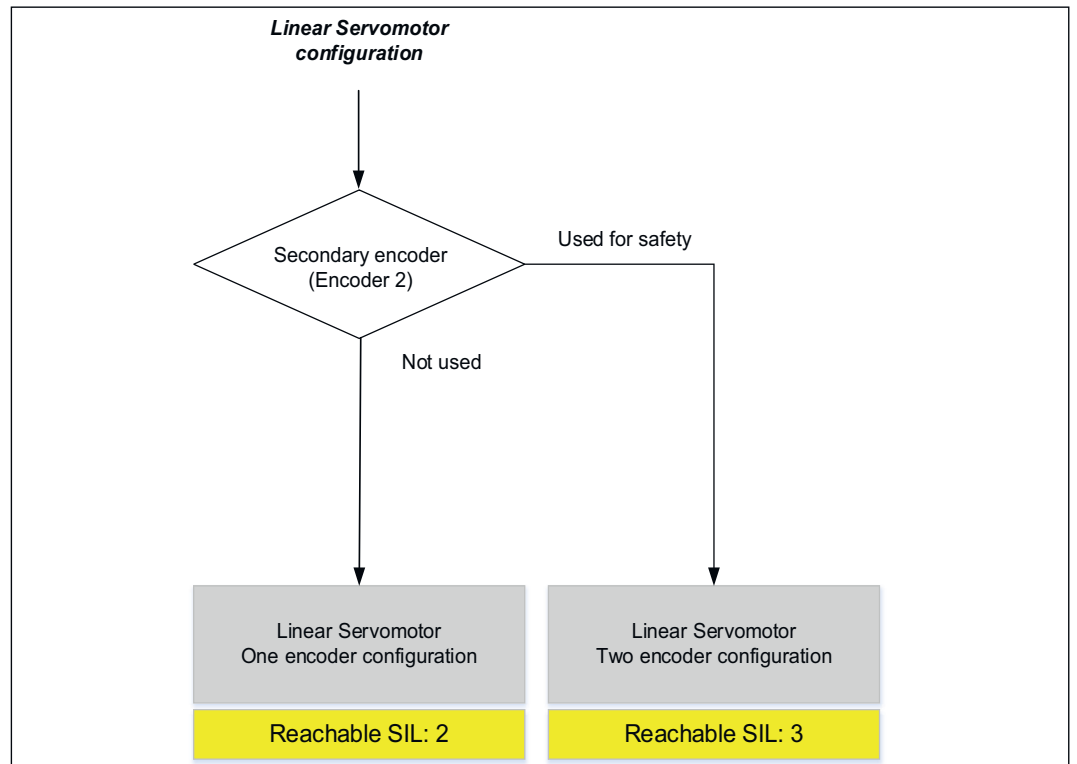 Linear Servomotor
configuration
Secondary encoder
(Encoder 2)
Used for safety
Not used
Linear Servomotor
One encoder configuration
Reachable SIL: 2
Linear Servomotor
Two encoder configuration
Reachable SIL: 3